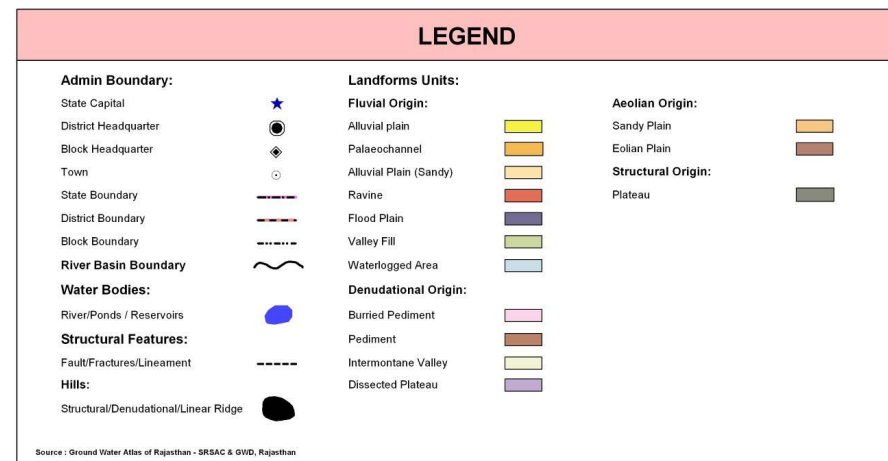 LEGEND
Admin Boundary:
State Capital
District Headquarter
Block Headquarter
Town
State Boundary
District Boundary
Block Boundary
River Basin Boundary
Water Bodies:
River/Ponds / Reservoirs
Structural Features:
Fault/Fractures/Lineament
Hills:
Structural/Denudational/Linear Ridge
Landforms Units:
Fluvial Origin:
Alluvial plain
Palaeochannel
Alluvial Plain (Sandy)
Ravine
Flood Plain
Valley Fill
Waterlogged Area
Denudational Origin:
Burried Pediment
Pediment
Intermontane Valley
Dissected Plateau
Aeolian Origin:
Sandy Plain
Eolian Plain
Structural Origin:
Plateau
Source : Ground Water Atlas of Rajasthan - SRSAC & GWD, Rajasthan